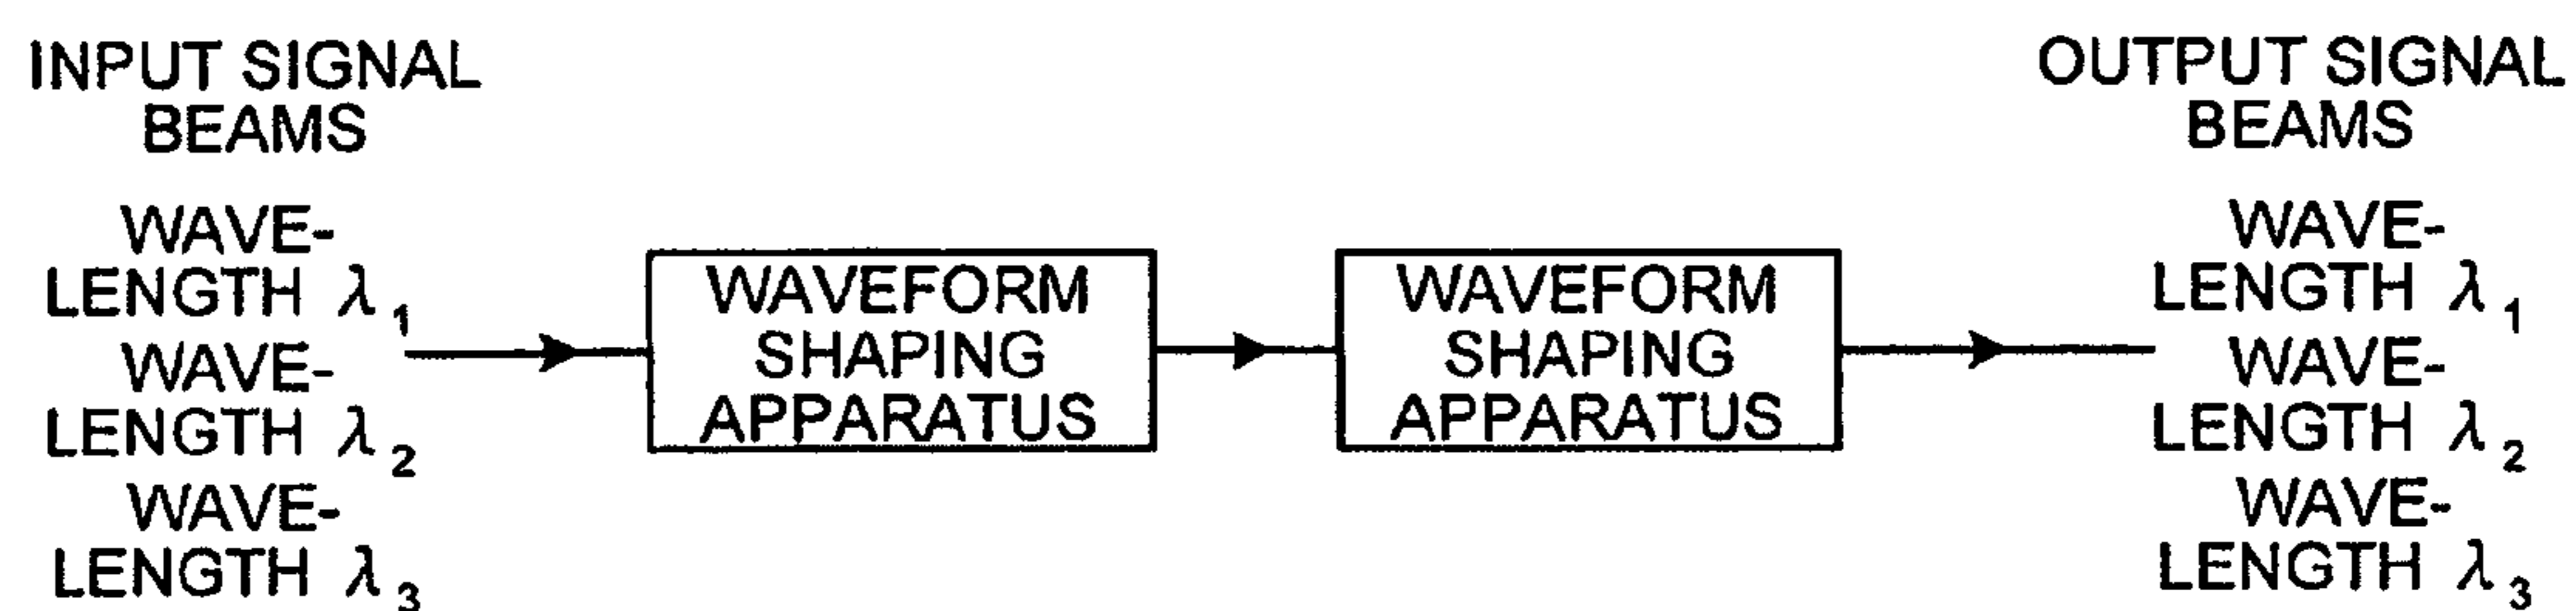 INPUT SIGNAL
BEAMS
WAVE-
LENGTH λ1
WAVE-
LENGTH λ2
WAVE-
LENGTH λ3
WAVEFORM
SHAPING
APPARATUS
WAVEFORM
SHAPING
APPARATUS
OUTPUT SIGNAL
BEAMS
WAVE-
LENGTH λ1
WAVE-
LENGTH λ2
WAVE-
LENGTH λ3